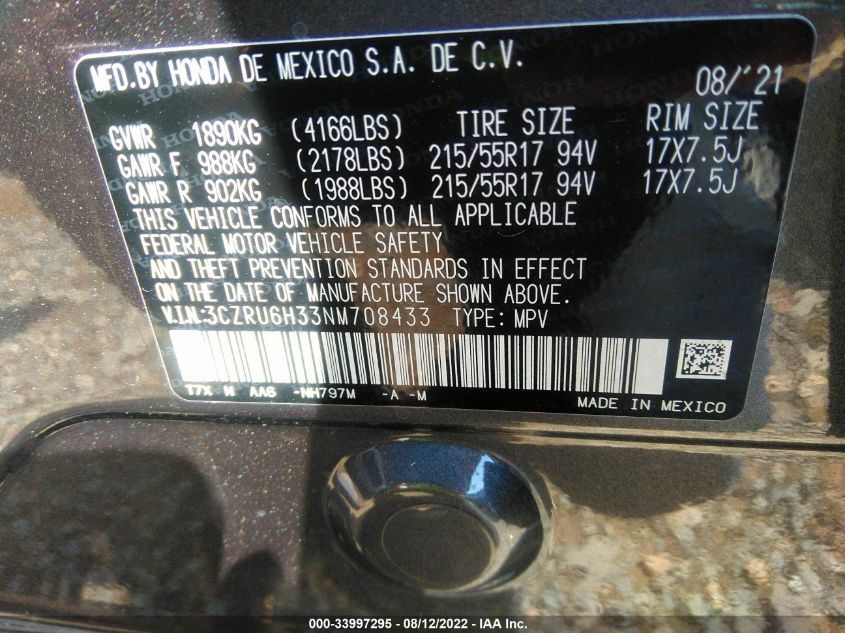 MFD.BY HONDA DE MEXICO S.A. DE C.V.
08/'21
GVWR 1890KG (4166LBS) TIRE SIZE RIM SIZE
GAWR F 988KG (2178LBS) 215/55R17 94V 17X7.5J
GAWR R 902KG (1988LBS) 215/55R17 94V 17X7.5J
THIS VEHICLE CONFORMS TO ALL APPLICABLE
FEDERAL MOTOR VEHICLE SAFETY
AND THEFT PREVENTION STANDARDS IN EFFECT
ON THE DATE OF MANUFACTURE SHOWN ABOVE.
V.I.N:3CZRU6H33NM708433 TYPE: MPV
T7X M AA6 -NH797M -A -M
MADE IN MEXICO
000-33997295 - 08/12/2022 - IAA Inc.